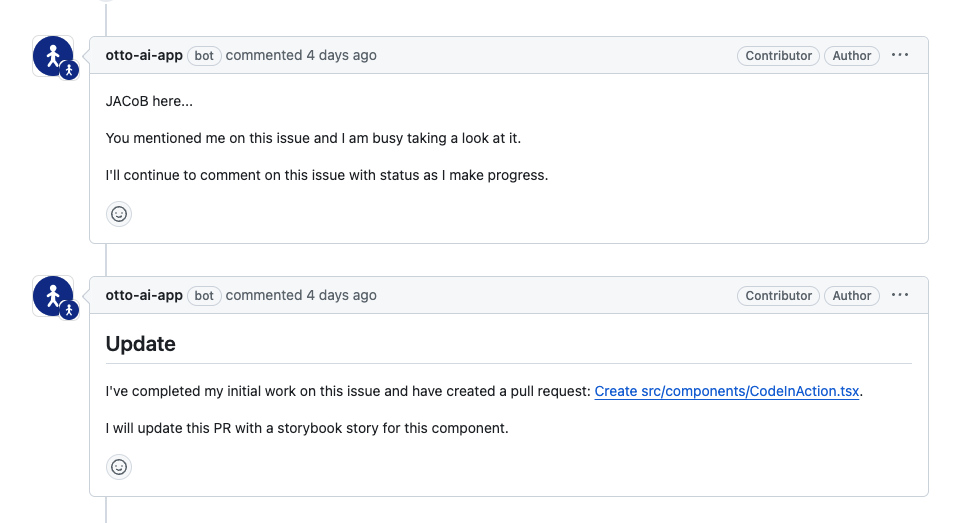 otto-ai-app bot commented 4 days ago Contributor Author ...
JACoB here...
You mentioned me on this issue and I am busy taking a look at it.
I'll continue to comment on this issue with status as I make progress.
otto-ai-app bot commented 4 days ago Contributor Author ...
Update
I've completed my initial work on this issue and have created a pull request: Create src/components/CodeInAction.tsx.
I will update this PR with a storybook story for this component.